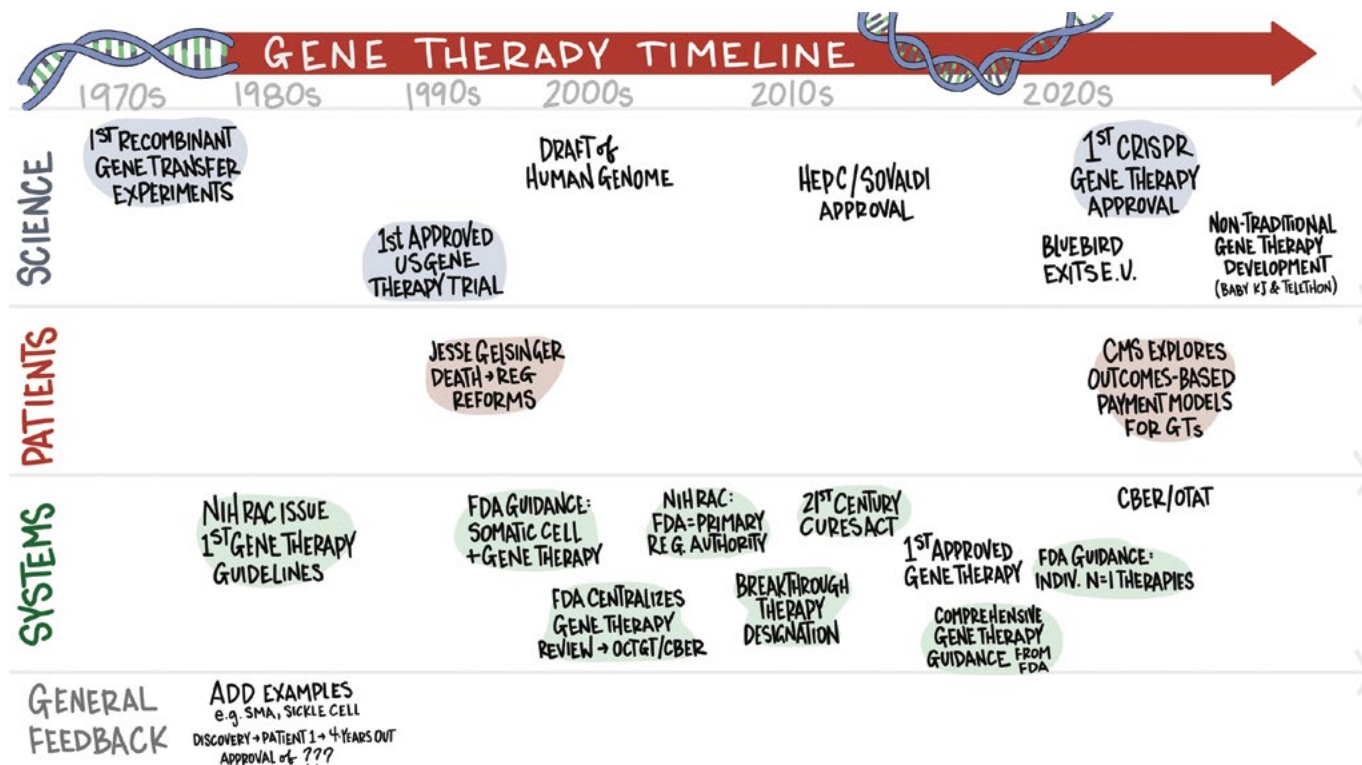 GENE THERAPY TIMELINE
1970s 1980s 1990s 2000s 2010s 2020s
SCIENCE
1ST RECOMBINANT
GENE TRANSFER
EXPERIMENTS
1st APPROVED
US GENE
THERAPY TRIAL
DRAFT of
HUMAN GENOME
HEP C/SOVALDI
APPROVAL
1ST CRISPR
GENE THERAPY
APPROVAL
BLUEBIRD
EXITS E.U.
NON-TRADITIONAL
GENE THERAPY
DEVELOPMENT
(BABY KJ & TELETHON)
PATIENTS
JESSE GELSINGER
DEATH → REG
REFORMS
CMS EXPLORES
OUTCOMES-BASED
PAYMENT MODELS
FOR GTs
SYSTEMS
NIH RAC ISSUE
1ST GENE THERAPY
GUIDELINES
FDA GUIDANCE:
SOMATIC CELL
+ GENE THERAPY
FDA CENTRALIZES
GENE THERAPY
REVIEW → OCTGT/CBER
NIH RAC:
FDA = PRIMARY
REG. AUTHORITY
BREAKTHROUGH
THERAPY
DESIGNATION
21ST CENTURY
CURES ACT
1ST APPROVED
GENE THERAPY
COMPREHENSIVE
GENE THERAPY
GUIDANCE FROM
FDA
CBER/OTAT
FDA GUIDANCE:
INDIV. N=1 THERAPIES
GENERAL
FEEDBACK
ADD EXAMPLES
e.g. SMA, SICKLE CELL
DISCOVERY → PATIENT 1 → 4 YEARS OUT
APPROVAL of ???